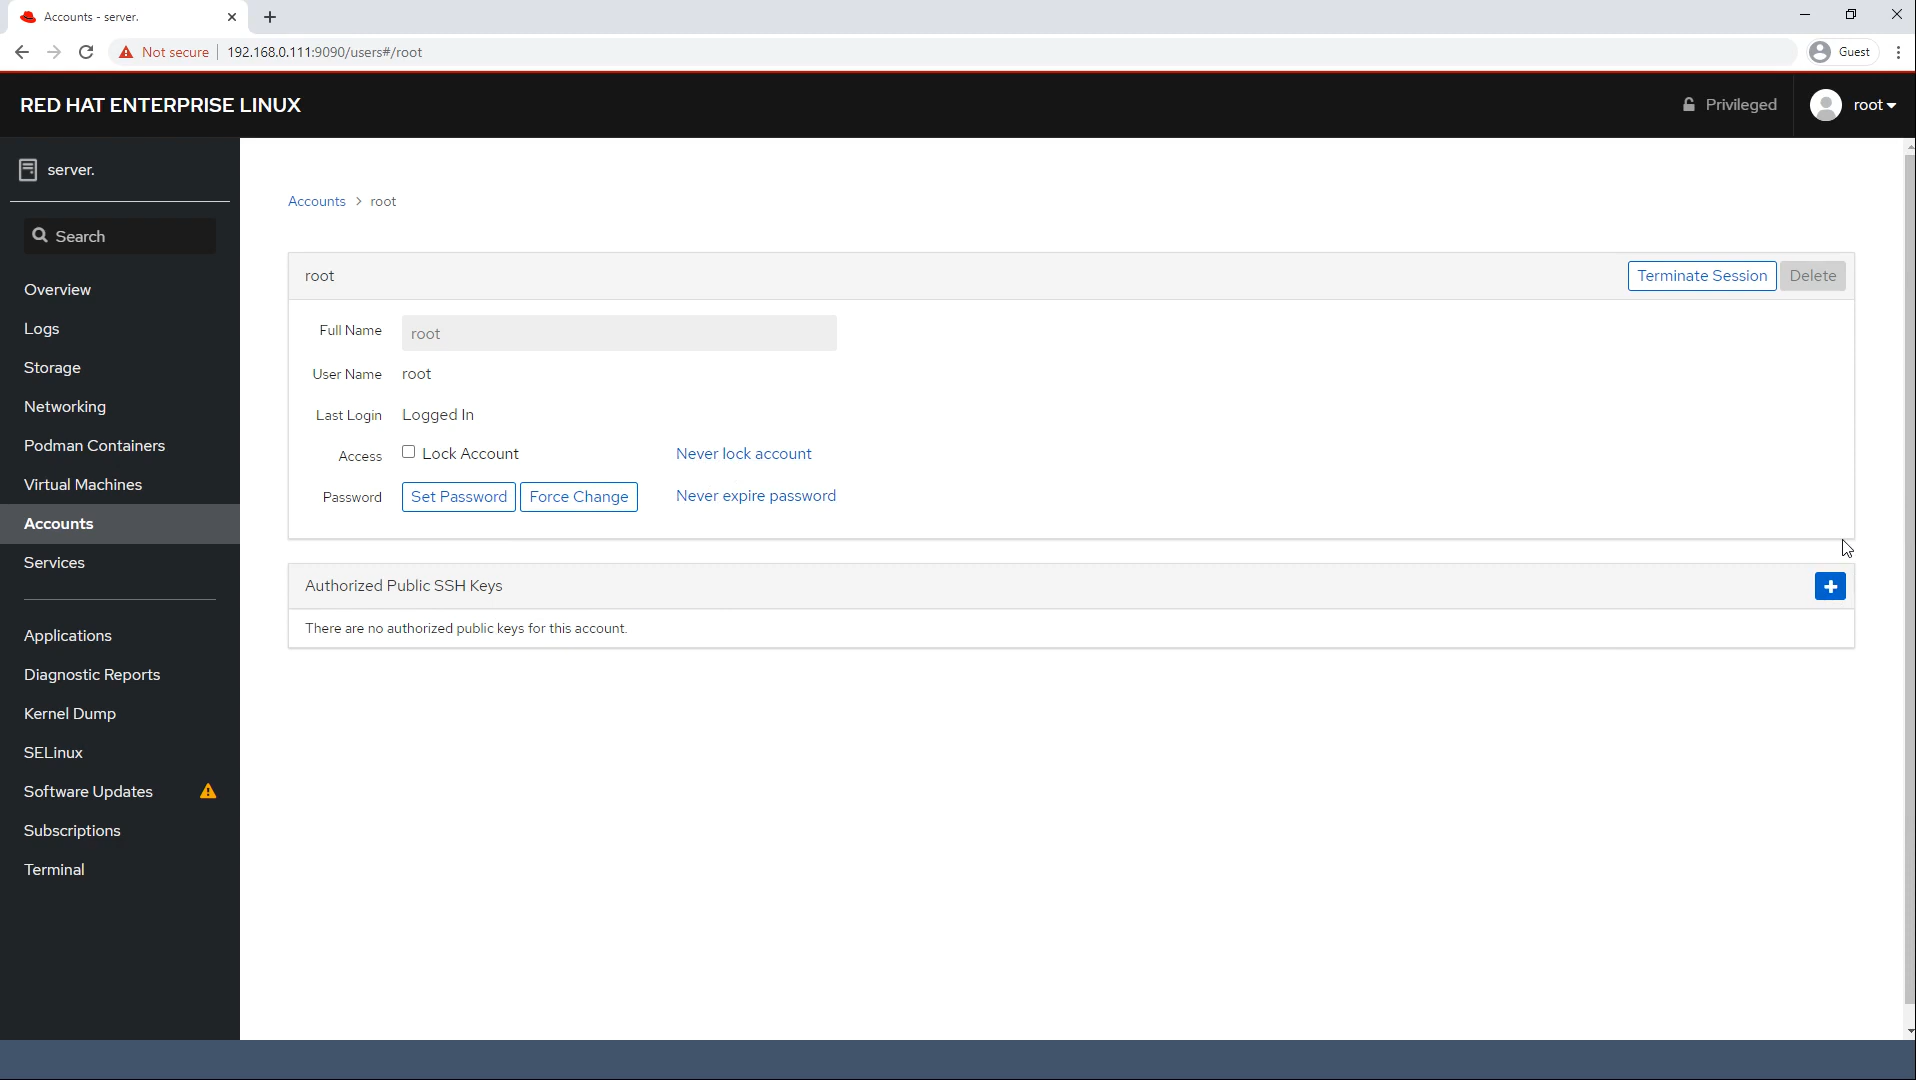 Accounts - server.
Not secure
192.168.0.111:9090/users#/root
Guest
RED HAT ENTERPRISE LINUX
Privileged
root
server.
Search
Overview
Logs
Storage
Networking
Podman Containers
Virtual Machines
Accounts
Services
Applications
Diagnostic Reports
Kernel Dump
SELinux
Software Updates
Subscriptions
Terminal
Accounts > root
root
Terminate Session
Delete
Full Name
root
User Name
root
Last Login
Logged In
Access
Lock Account
Never lock account
Password
Set Password
Force Change
Never expire password
Authorized Public SSH Keys
There are no authorized public keys for this account.